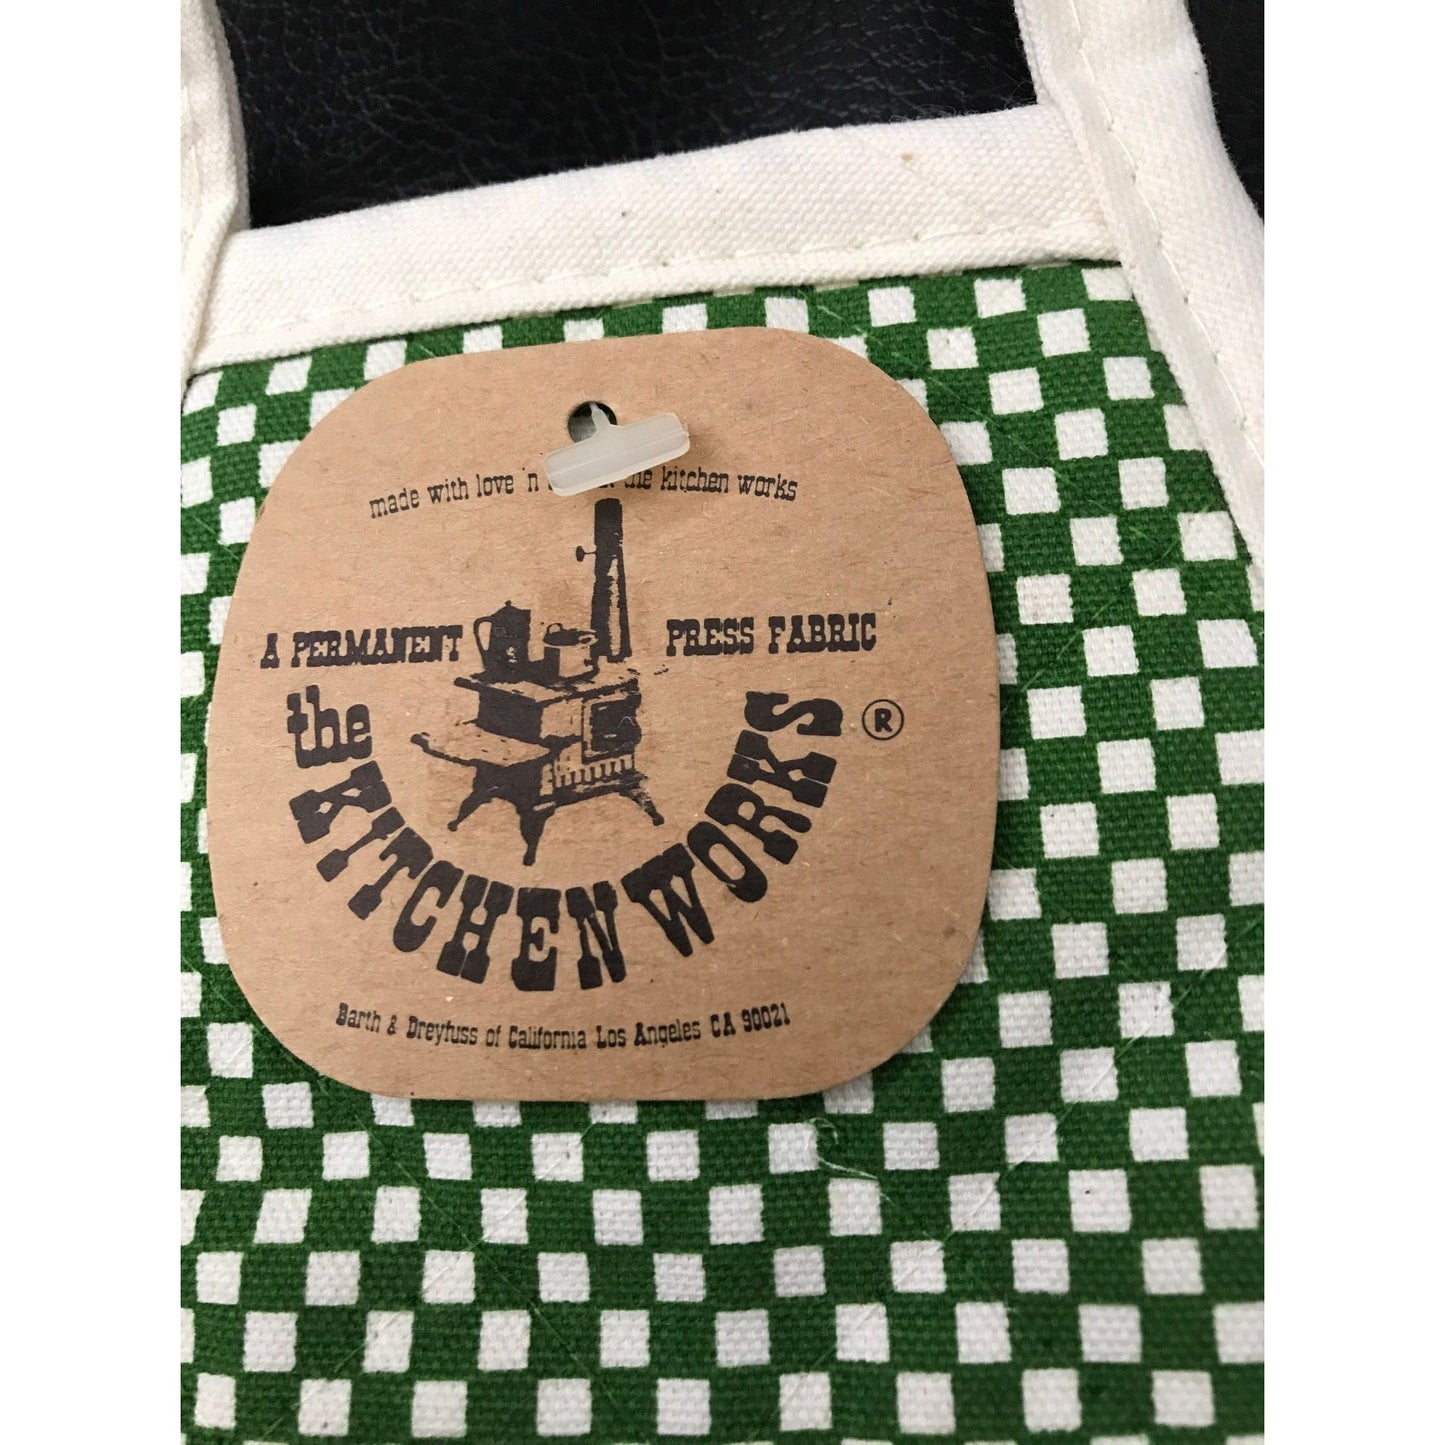 made with love 'n the kitchen works
A PERMANENT PRESS FABRIC
the
KITCHEN WORKS ®
Barth & Dreyfuss of California Los Angeles CA 90021